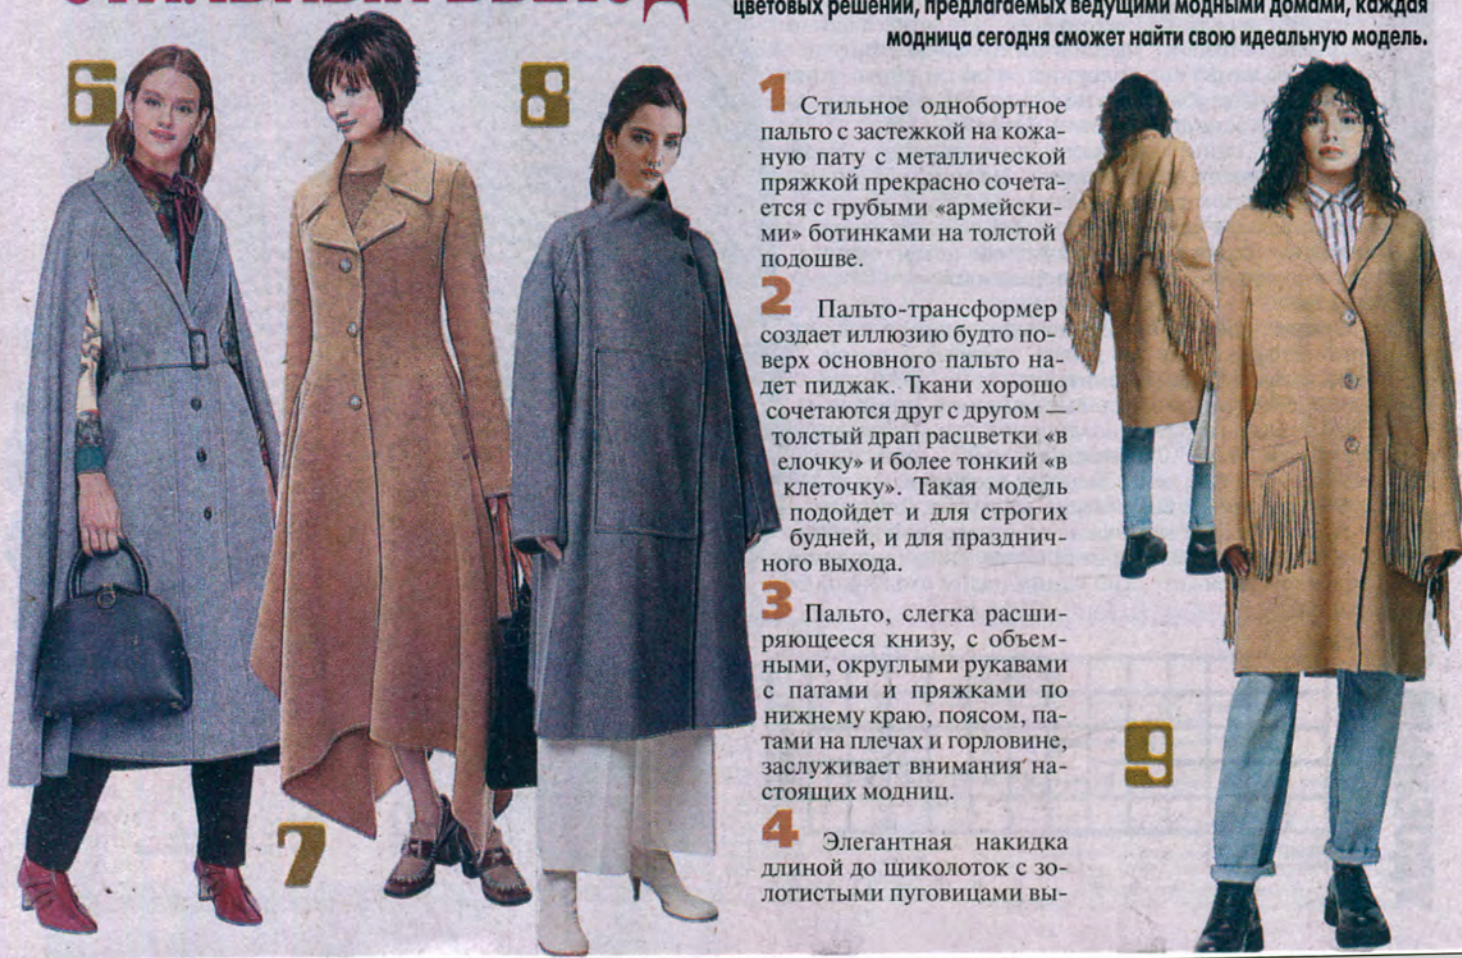 цветовых решений, предлагаемых ведущими модными домами, каждая
модница сегодня сможет найти свою идеальную модель.
6
7
8
1 Стильное однобортное
пальто с застежкой на кожа-
ную пату с металлической
пряжкой прекрасно сочета-
ется с грубыми «армейски-
ми» ботинками на толстой
подошве.
2 Пальто-трансформер
создает иллюзию будто по-
верх основного пальто на-
дет пиджак. Ткани хорошо
сочетаются друг с другом —
толстый драп расцветки «в
елочку» и более тонкий «в
клеточку». Такая модель
подойдет и для строгих
будней, и для празднич-
ного выхода.
3 Пальто, слегка расши-
ряющееся книзу, с объем-
ными, округлыми рукавами
с патами и пряжками по
нижнему краю, поясом, па-
тами на плечах и горловине,
заслуживает внимания на-
стоящих модниц.
4 Элегантная накидка
длиной до щиколоток с зо-
лотистыми пуговицами вы-
9